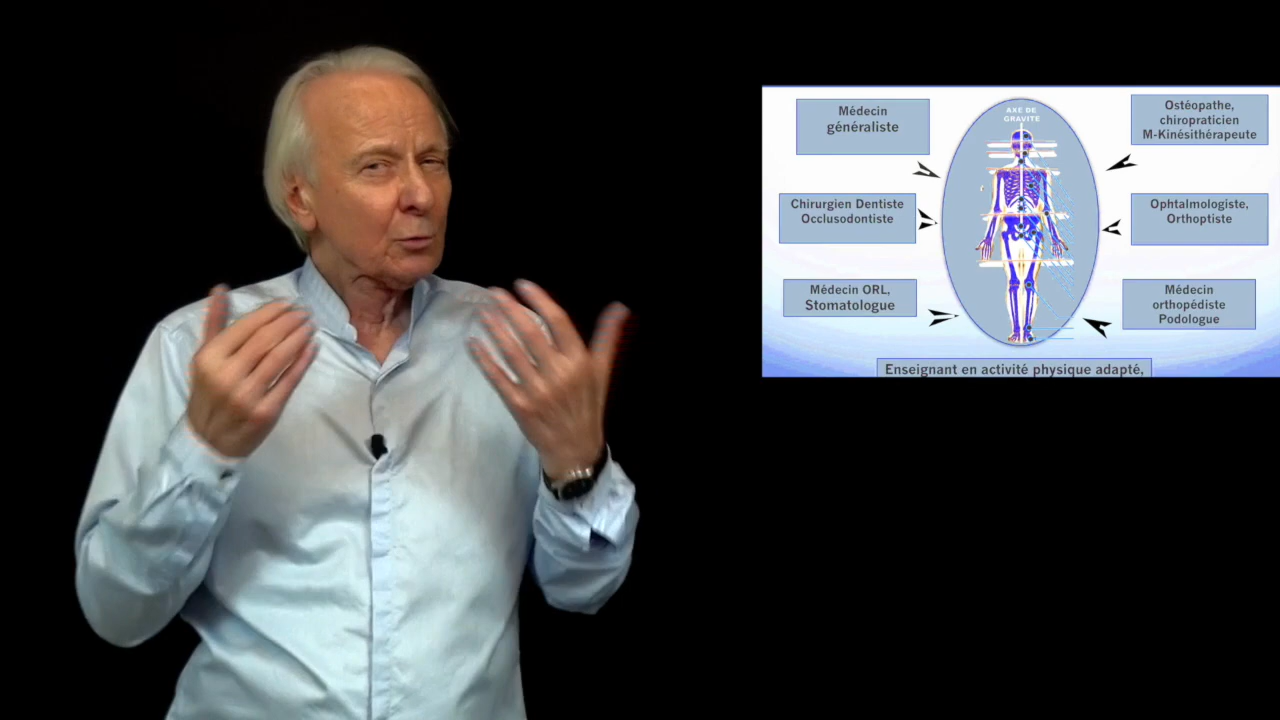 Médecin
généraliste
Chirurgien Dentiste
Occlusodontiste
Médecin ORL,
Stomatologue
AXE DE
GRAVITE
Ostéopathe,
chiropraticien
M-Kinésithérapeute
Ophtalmologiste,
Orthoptiste
Médecin
orthopédiste
Podologue
Enseignant en activité physique adapté,